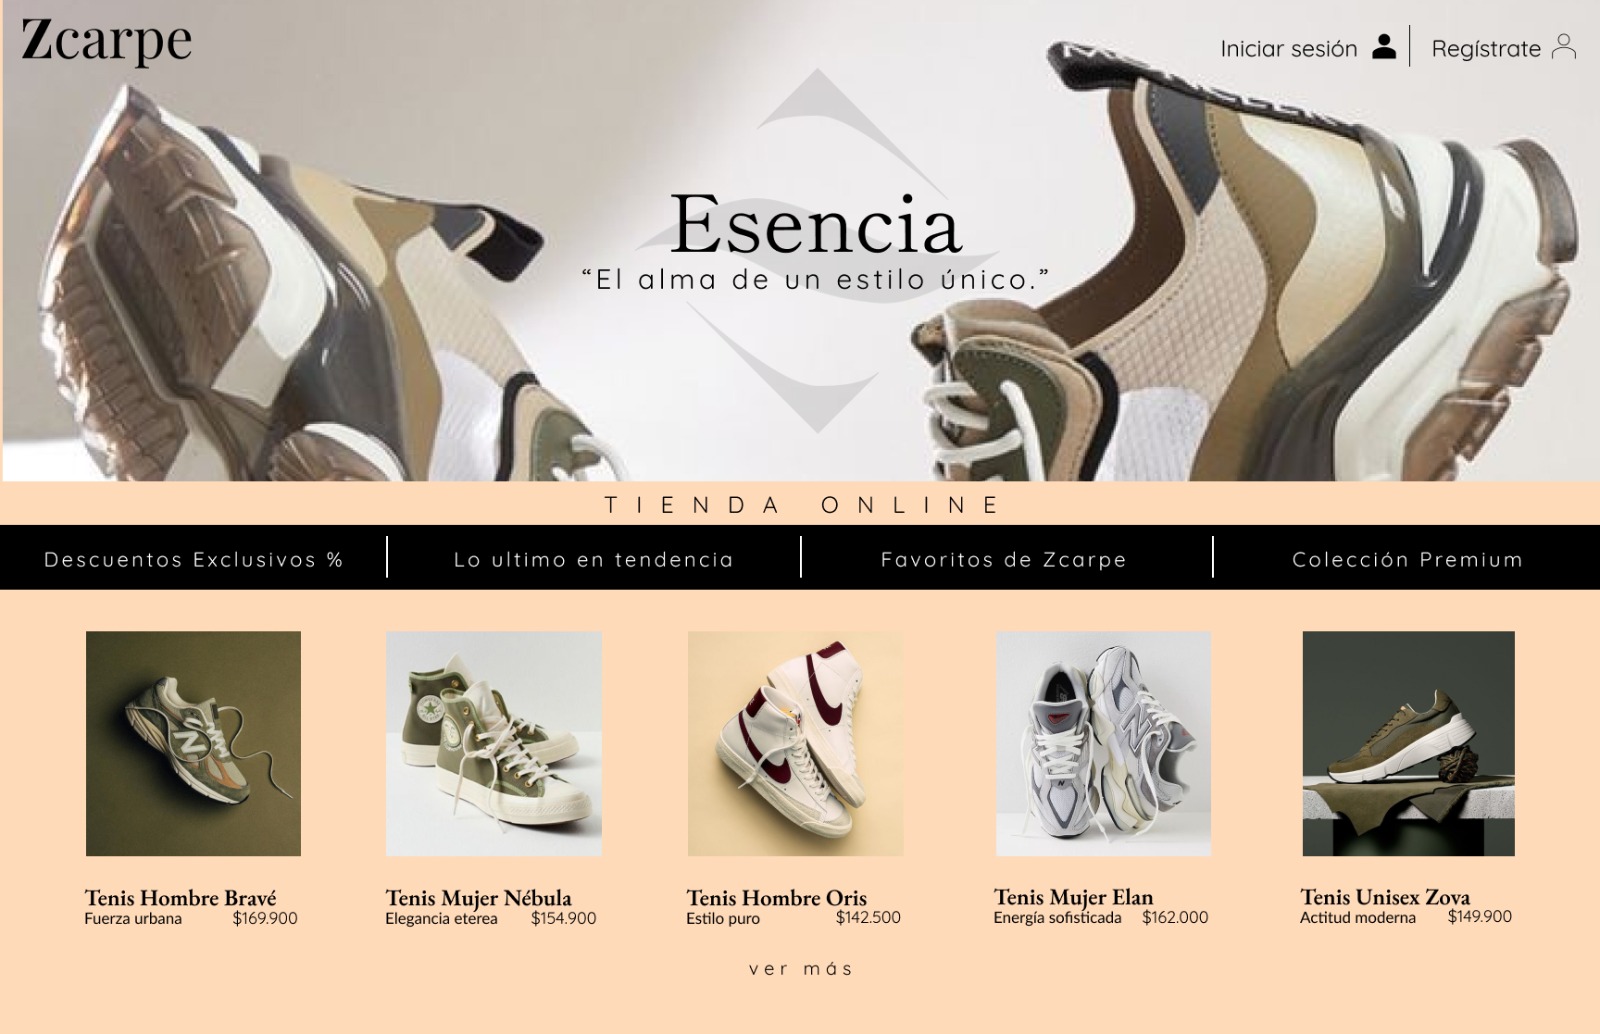 Zcarpe
Iniciar sesión
Regístrate
Esencia
“El alma de un estilo único.”
TIENDA ONLINE
Descuentos Exclusivos %
Lo ultimo en tendencia
Favoritos de Zcarpe
Colección Premium
Tenis Hombre Bravé
Fuerza urbana $169.900
Tenis Mujer Nébula
Elegancia eterea $154.900
Tenis Hombre Oris
Estilo puro $142.500
Tenis Mujer Elan
Energía sofisticada $162.000
Tenis Unisex Zova
Actitud moderna $149.900
ver más